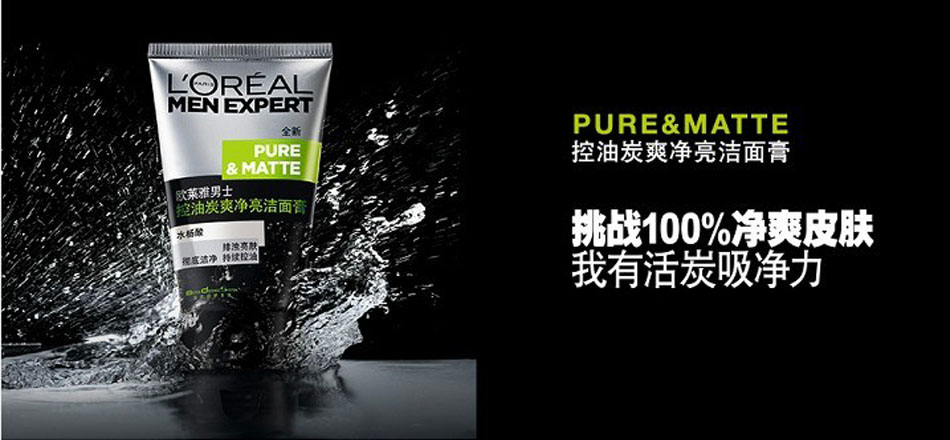 L'ORÉAL
PARIS
MEN EXPERT
全新
PURE
& MATTE
欧莱雅男士
控油炭爽净亮洁面膏
水杨酸
排浊亮肤
彻底洁净 持续控油
PURE&MATTE
控油炭爽净亮洁面膏
挑战100%净爽皮肤
我有活炭吸净力